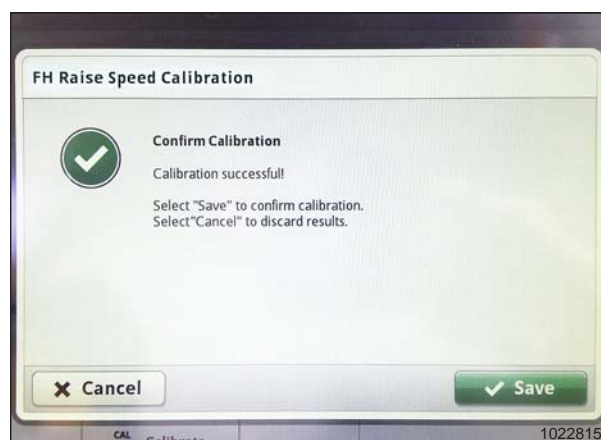 FH Raise Speed Calibration
Confirm Calibration
Calibration successful!
Select "Save" to confirm calibration.
Select"Cancel" to discard results.
Cancel
Save
CAL
1022815